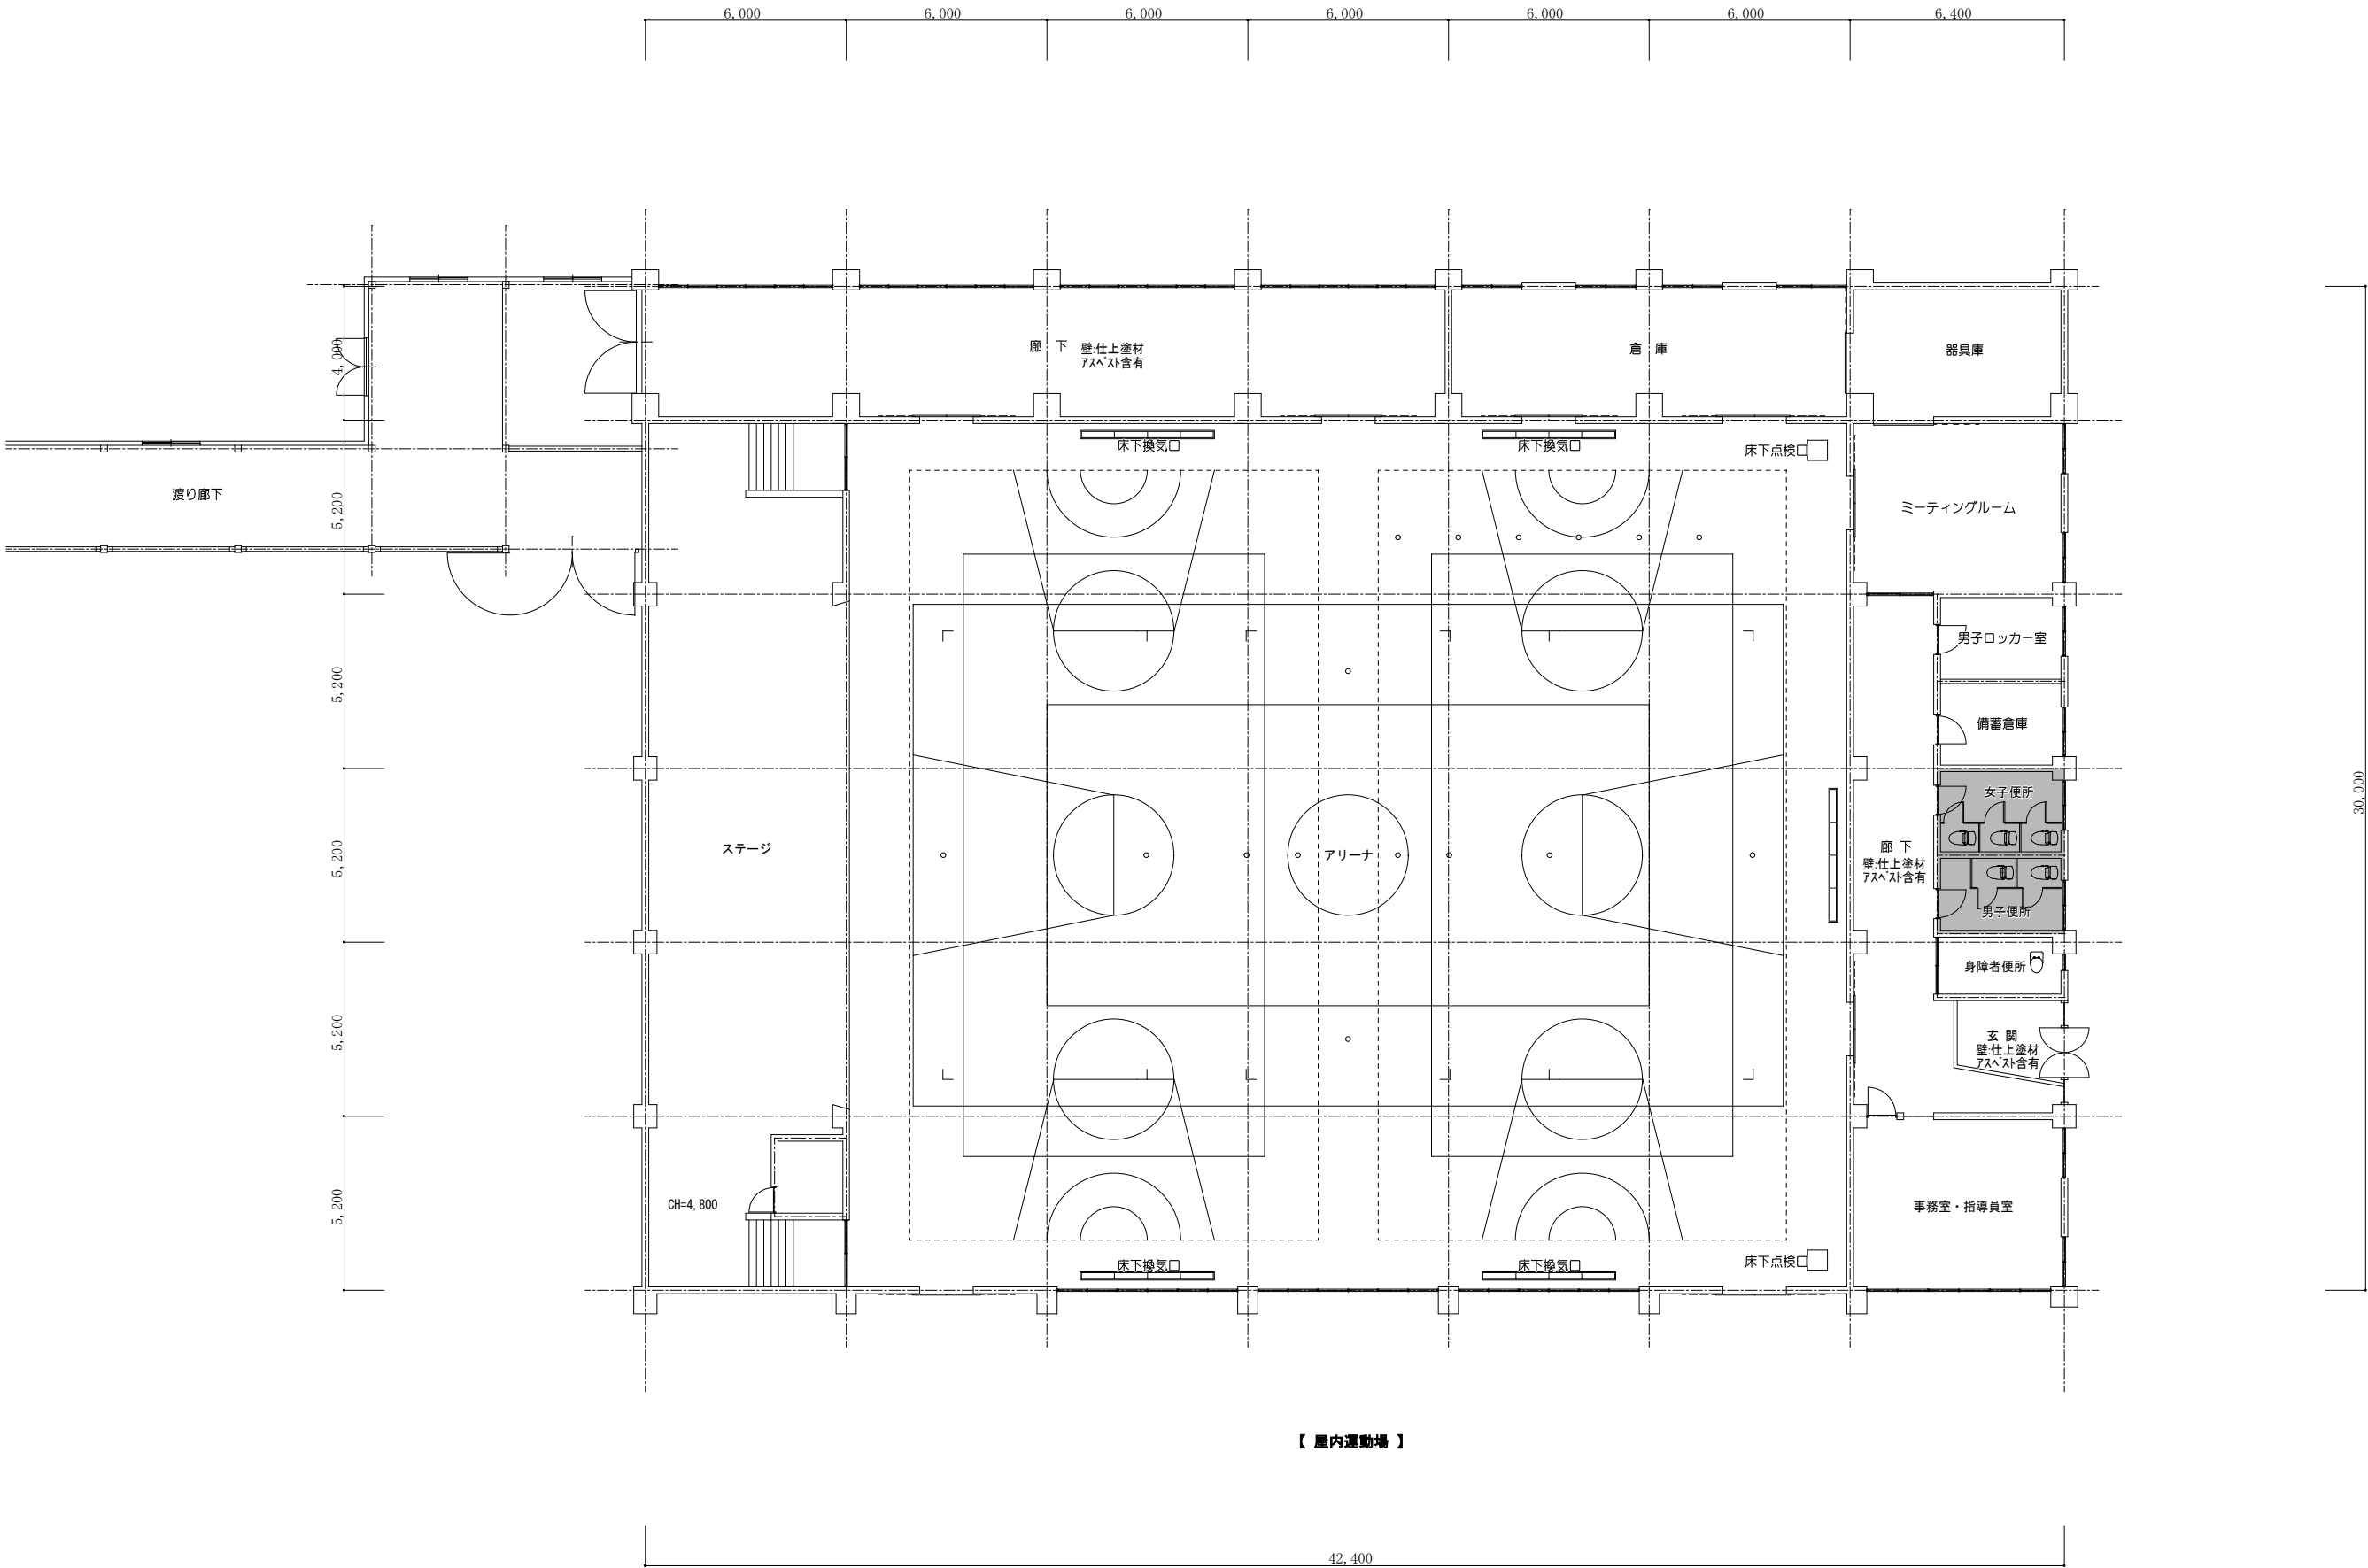 6,000
6,000
6,000
6,000
6,000
6,000
6,400
4,000
5,200
5,200
5,200
5,200
5,200
30,000
廊 下
壁:仕上塗材
アスベスト含有
倉 庫
器具庫
床下換気口
床下換気口
床下点検口
渡り廊下
ミーティングルーム
男子ロッカー室
備蓄倉庫
女子便所
ステージ
アリーナ
廊 下
壁:仕上塗材
アスベスト含有
男子便所
身障者便所
玄 関
壁:仕上塗材
アスベスト含有
CH=4,800
事務室・指導員室
床下換気口
床下換気口
床下点検口
【 屋内運動場 】
42,400